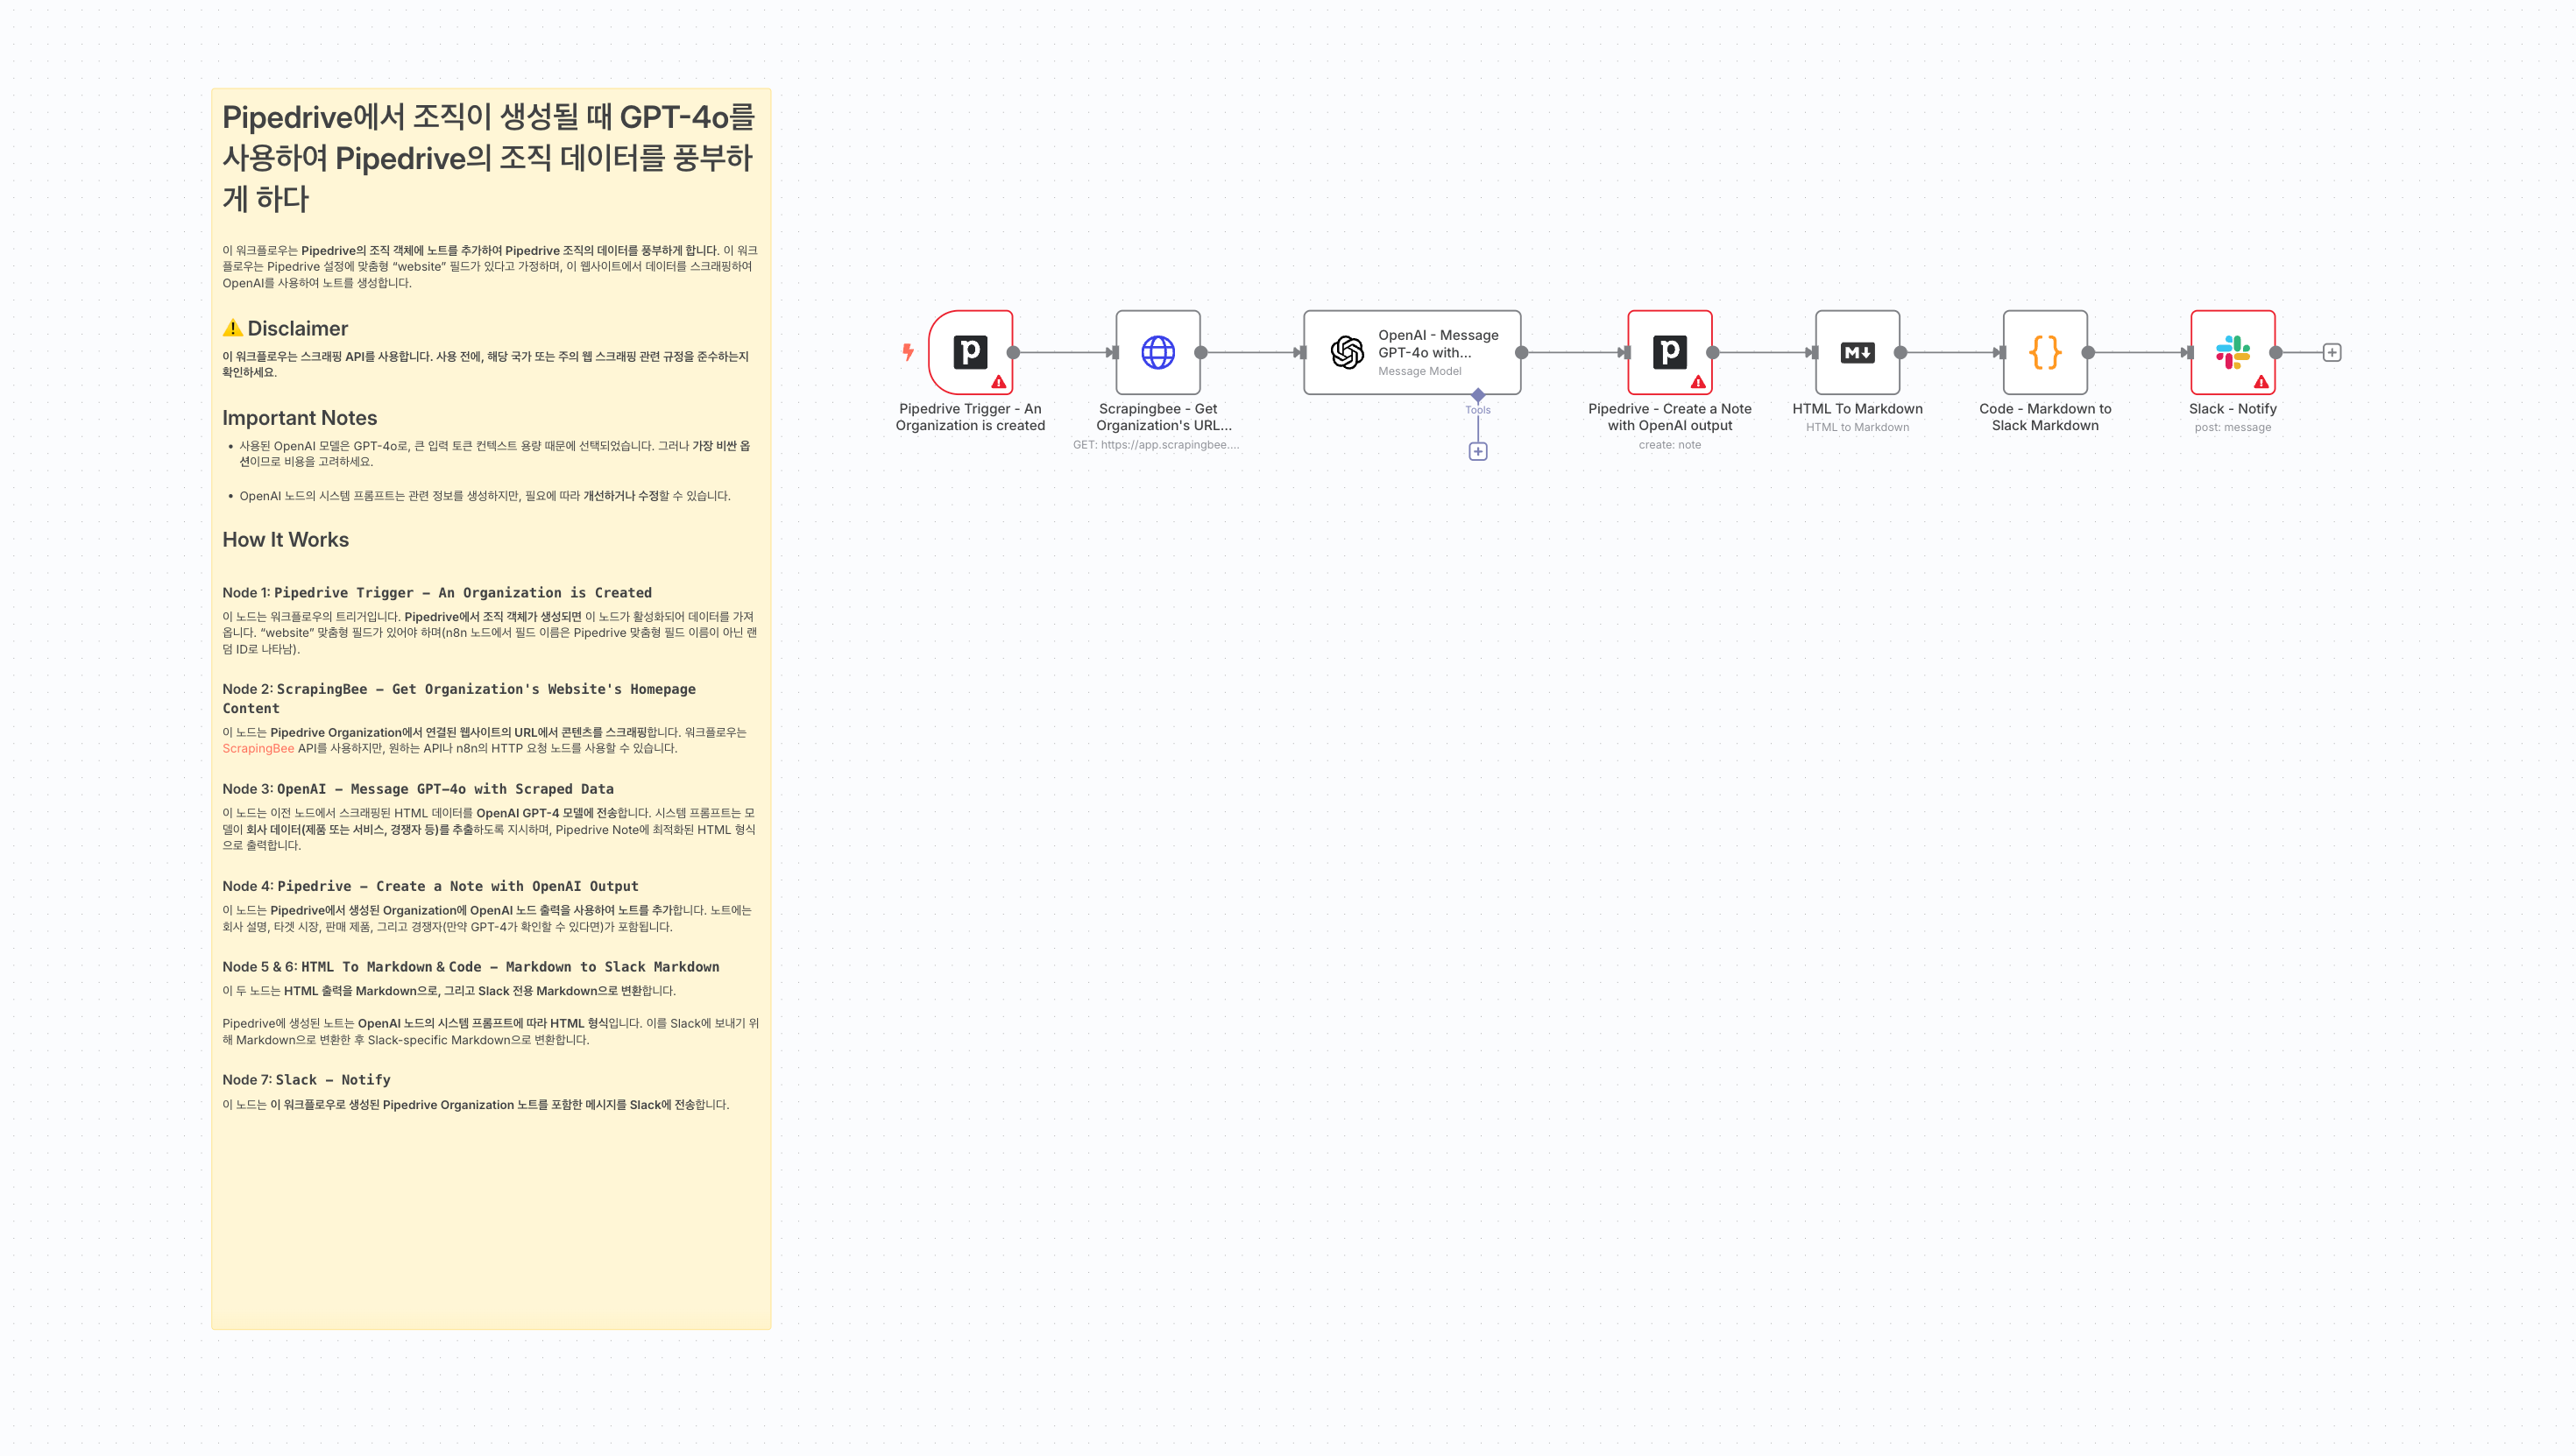 Pipedrive에서 조직이 생성될 때 GPT-4o를
사용하여 Pipedrive의 조직 데이터를 풍부하
게 하다
이 워크플로우는 Pipedrive의 조직 객체에 노트를 추가하여 Pipedrive 조직의 데이터를 풍부하게 합니다. 이 워크
플로우는 Pipedrive 설정에 맞춤형 “website” 필드가 있다고 가정하며, 이 웹사이트에서 데이터를 스크래핑하여
OpenAI를 사용하여 노트를 생성합니다.
⚠️ Disclaimer
이 워크플로우는 스크래핑 API를 사용합니다. 사용 전에, 해당 국가 또는 주의 웹 스크래핑 관련 규정을 준수하는지
확인하세요.
Important Notes
• 사용된 OpenAI 모델은 GPT-4o로, 큰 입력 토큰 컨텍스트 용량 때문에 선택되었습니다. 그러나 가장 비싼 옵
션이므로 비용을 고려하세요.
• OpenAI 노드의 시스템 프롬프트는 관련 정보를 생성하지만, 필요에 따라 개선하거나 수정할 수 있습니다.
How It Works
Node 1: Pipedrive Trigger – An Organization is Created
이 노드는 워크플로우의 트리거입니다. Pipedrive에서 조직 객체가 생성되면 이 노드가 활성화되어 데이터를 가져
옵니다. “website” 맞춤형 필드가 있어야 하며(n8n 노드에서 필드 이름은 Pipedrive 맞춤형 필드 이름이 아닌 랜
덤 ID로 나타남).
Node 2: ScrapingBee – Get Organization's Website's Homepage
Content
이 노드는 Pipedrive Organization에서 연결된 웹사이트의 URL에서 콘텐츠를 스크래핑합니다. 워크플로우는
ScrapingBee API를 사용하지만, 원하는 API나 n8n의 HTTP 요청 노드를 사용할 수 있습니다.
Node 3: OpenAI – Message GPT–4o with Scraped Data
이 노드는 이전 노드에서 스크래핑된 HTML 데이터를 OpenAI GPT-4 모델에 전송합니다. 시스템 프롬프트는 모
델이 회사 데이터(제품 또는 서비스, 경쟁자 등)를 추출하도록 지시하며, Pipedrive Note에 최적화된 HTML 형식
으로 출력합니다.
Node 4: Pipedrive – Create a Note with OpenAI Output
이 노드는 Pipedrive에서 생성된 Organization에 OpenAI 노드 출력을 사용하여 노트를 추가합니다. 노트에는
회사 설명, 타겟 시장, 판매 제품, 그리고 경쟁자(만약 GPT-4가 확인할 수 있다면)가 포함됩니다.
Node 5 & 6: HTML To Markdown & Code – Markdown to Slack Markdown
이 두 노드는 HTML 출력을 Markdown으로, 그리고 Slack 전용 Markdown으로 변환합니다.
Pipedrive에 생성된 노트는 OpenAI 노드의 시스템 프롬프트에 따라 HTML 형식입니다. 이를 Slack에 보내기 위
해 Markdown으로 변환한 후 Slack-specific Markdown으로 변환합니다.
Node 7: Slack – Notify
이 노드는 이 워크플로우로 생성된 Pipedrive Organization 노트를 포함한 메시지를 Slack에 전송합니다.
Pipedrive Trigger - An
Organization is created
Scrapingbee - Get
Organization's URL...
GET: https://app.scrapingbee....
OpenAI - Message
GPT-4o with...
Message Model
Tools
Pipedrive - Create a Note
with OpenAI output
create: note
HTML To Markdown
HTML to Markdown
Code - Markdown to
Slack Markdown
Slack - Notify
post: message